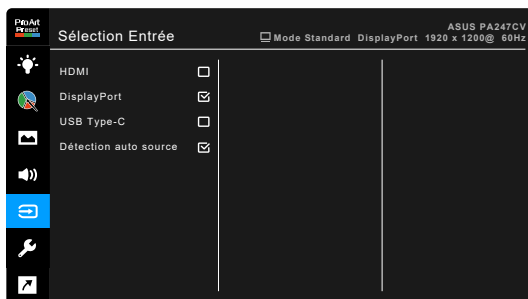 ProArt
Preset
Sélection Entrée
ASUS PA247CV
Mode Standard DisplayPort 1920 x 1200@ 60Hz
HDMI
DisplayPort
USB Type-C
Détection auto source